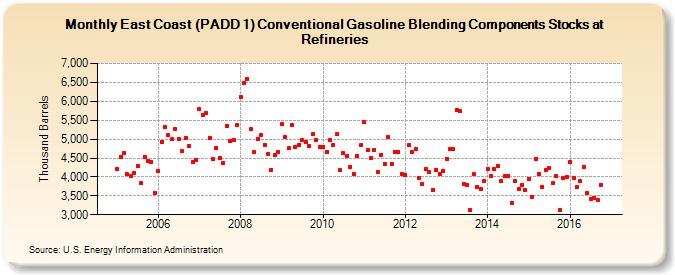 Monthly East Coast (PADD 1) Conventional Gasoline Blending Components Stocks at
Refineries
Thousand Barrels
7,000
6,500
6,000
5,500
5,000
4,500
4,000
3,500
3,000
2006 2008 2010 2012 2014 2016
Source: U.S. Energy Information Administration